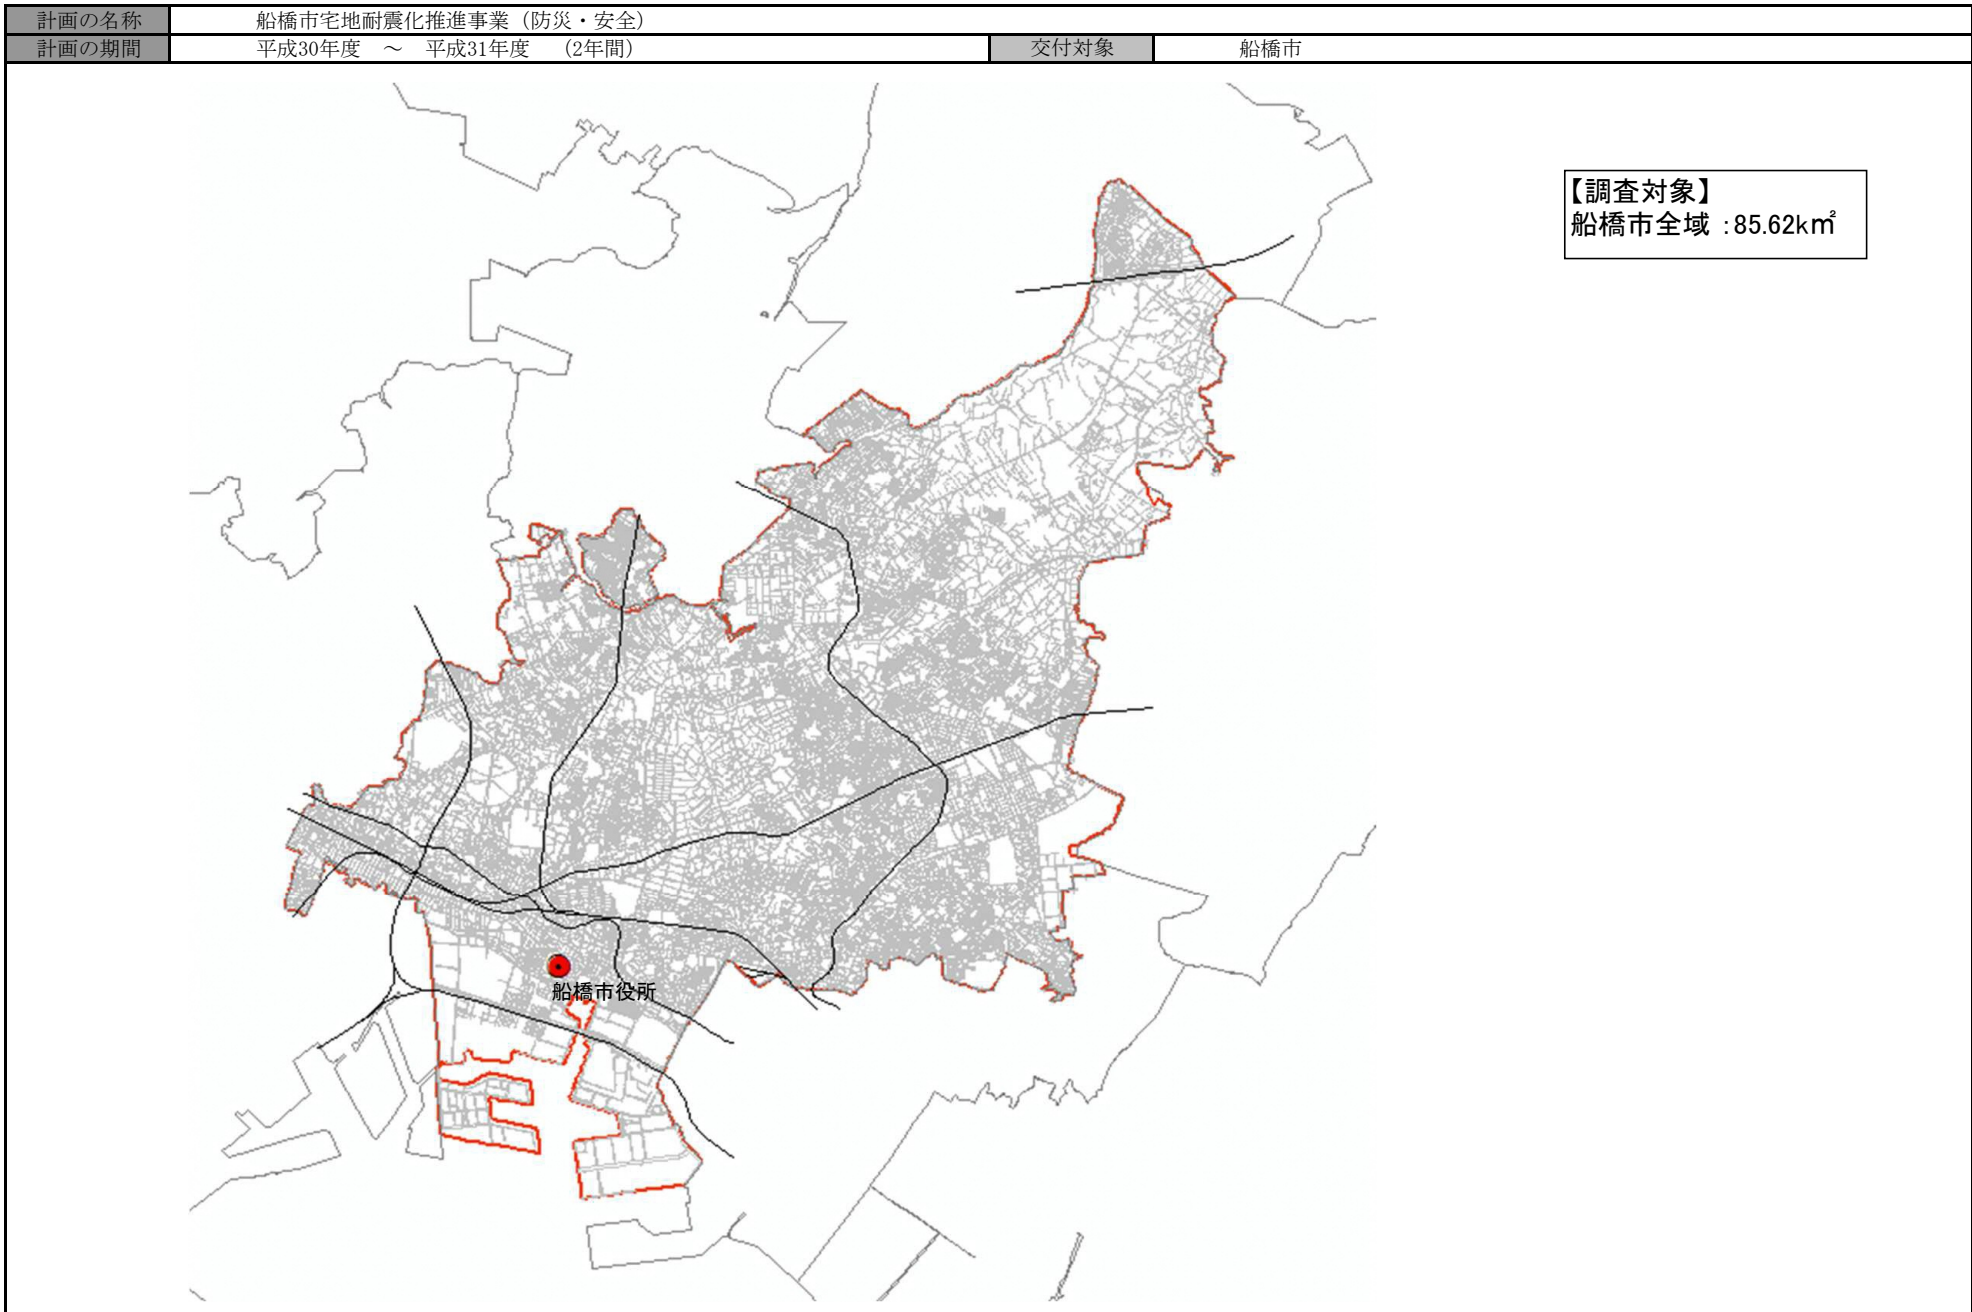 計画の名称 船橋市宅地耐震化推進事業（防災・安全）
計画の期間 平成30年度 ～ 平成31年度 （2年間） 交付対象 船橋市
【調査対象】
船橋市全域 ：85.62k㎡
船橋市役所